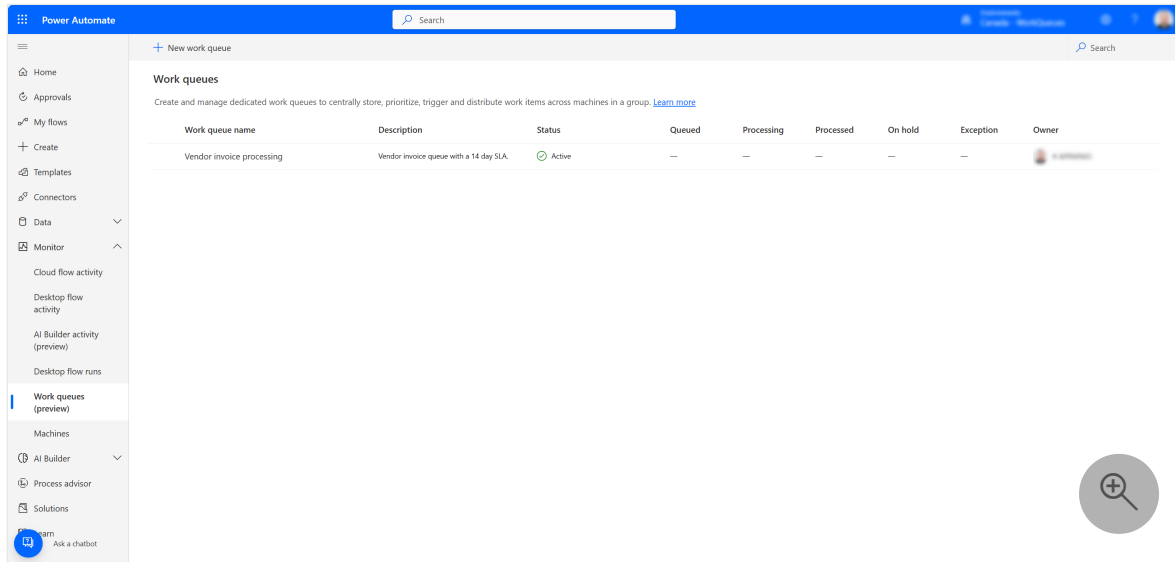 Power Automate
Search
Home
Approvals
My flows
Create
Templates
Connectors
Data
Monitor
Cloud flow activity
Desktop flow
activity
AI Builder activity
(preview)
Desktop flow runs
Work queues
(preview)
Machines
AI Builder
Process advisor
Solutions
Ask a chatbot
New work queue
Search
Work queues
Create and manage dedicated work queues to centrally store, prioritize, trigger and distribute work items across machines in a group. Learn more
Work queue name Description Status Queued Processing Processed On hold Exception Owner
Vendor invoice processing Vendor invoice queue with a 14 day SLA. Active — — — — —